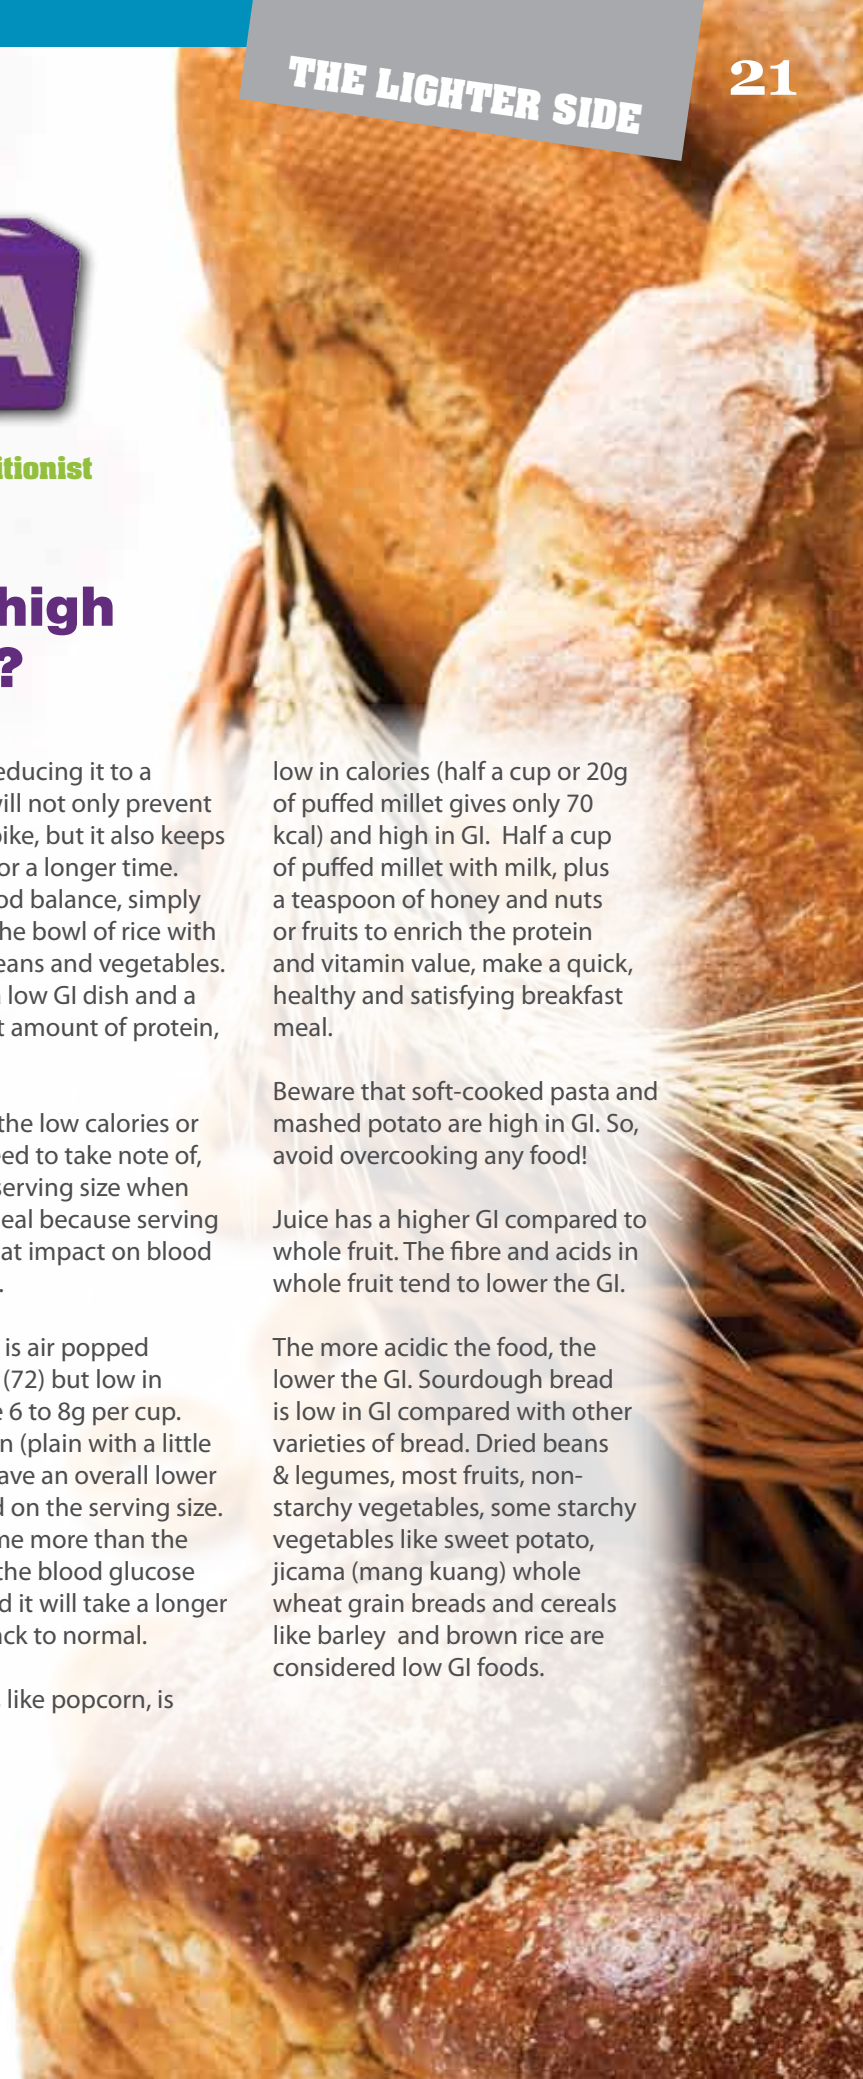 THE LIGHTER SIDE
21
A
itionist
high
?
educing it to a
ill not only prevent
ike, but it also keeps
or a longer time.
od balance, simply
he bowl of rice with
eans and vegetables.
low GI dish and a
t amount of protein,
the low calories or
ed to take note of,
serving size when
eal because serving
at impact on blood
.
is air popped
(72) but low in
6 to 8g per cup.
n (plain with a little
ave an overall lower
d on the serving size.
me more than the
the blood glucose
d it will take a longer
ck to normal.
like popcorn, is
low in calories (half a cup or 20g
of puffed millet gives only 70
kcal) and high in GI.  Half a cup
of puffed millet with milk, plus
a teaspoon of honey and nuts
or fruits to enrich the protein
and vitamin value, make a quick,
healthy and satisfying breakfast
meal.
Beware that soft-cooked pasta and
mashed potato are high in GI. So,
avoid overcooking any food!
Juice has a higher GI compared to
whole fruit. The fibre and acids in
whole fruit tend to lower the GI.
The more acidic the food, the
lower the GI. Sourdough bread
is low in GI compared with other
varieties of bread. Dried beans
& legumes, most fruits, non-
starchy vegetables, some starchy
vegetables like sweet potato,
jicama (mang kuang) whole
wheat grain breads and cereals
like barley  and brown rice are
considered low GI foods.